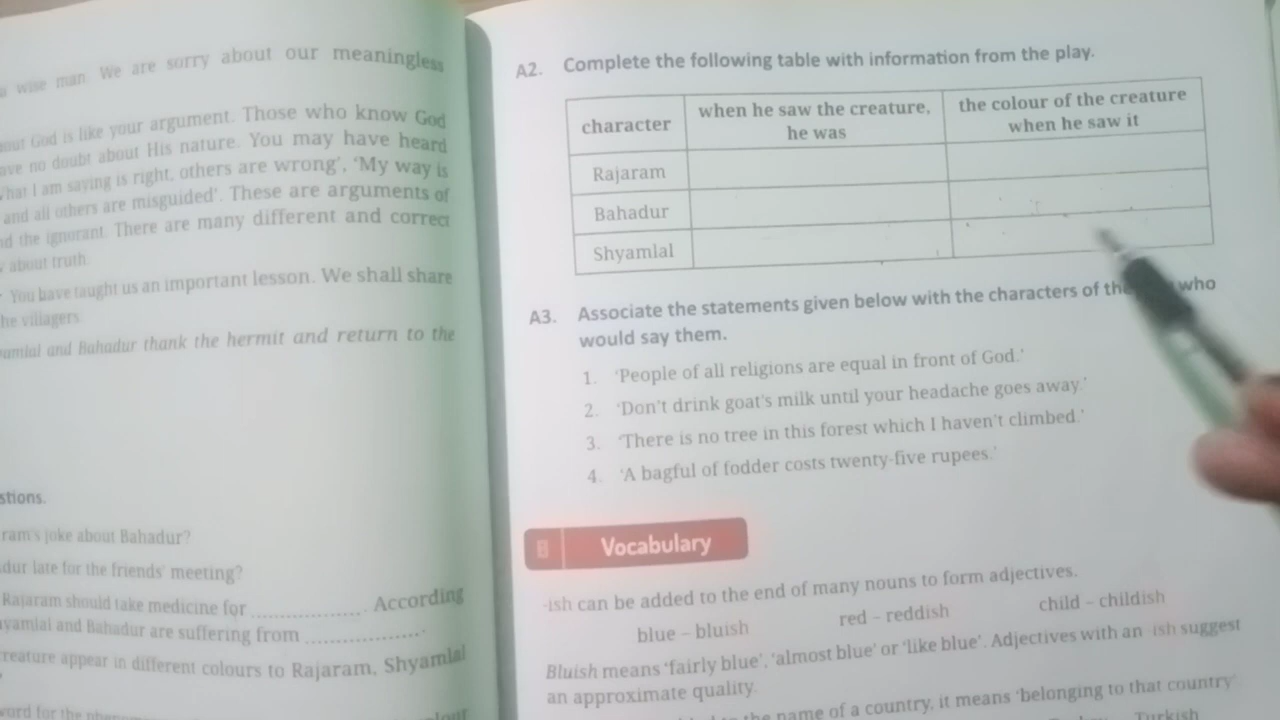 wise man. We are sorry about our meaningless
about God is like your argument. Those who know God
have no doubt about His nature. You may have heard
What I am saying is right, others are wrong', 'My way is
and all others are misguided'. These are arguments of
the ignorant. There are many different and correct
about truth
You have taught us an important lesson. We shall share
the villagers
and Bahadur thank the hermit and return to the
stions.
ram's joke about Bahadur?
dur late for the friends' meeting?
Rajaram should take medicine for ................. According
yamlal and Bahadur are suffering from ..................
creature appear in different colours to Rajaram, Shyamlal
word for the
A2. Complete the following table with information from the play.
character
when he saw the creature, he was
the colour of the creature when he saw it
Rajaram
Bahadur
Shyamlal
A3. Associate the statements given below with the characters of the who
would say them.
1. 'People of all religions are equal in front of God.'
2. 'Don't drink goat's milk until your headache goes away.'
3. 'There is no tree in this forest which I haven't climbed.'
4. 'A bagful of fodder costs twenty-five rupees.'
Vocabulary
-ish can be added to the end of many nouns to form adjectives.
blue – bluish red – reddish child – childish
Bluish means 'fairly blue', 'almost blue' or 'like blue'. Adjectives with an -ish suggest
an approximate quality.
the name of a country, it means 'belonging to that country'.
Turkish